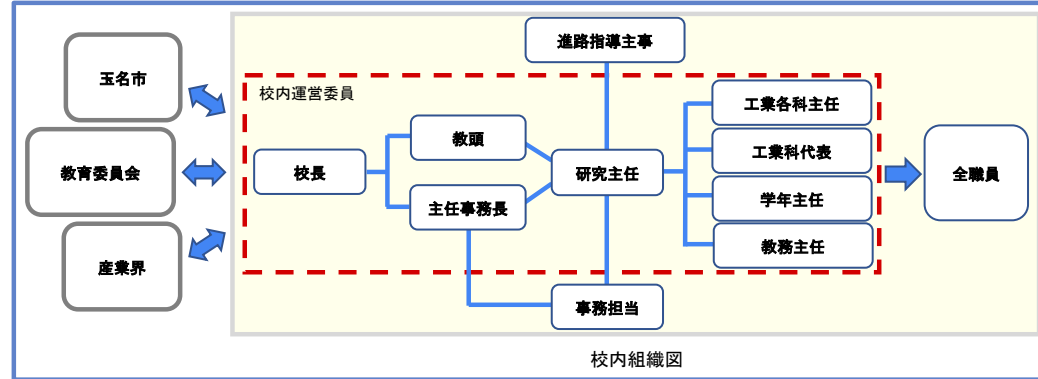 進路指導主事
玉名市
校内運営委員
工業各科主任
教頭
工業科代表
教育委員会
校長
研究主任
全職員
主任事務長
学年主任
教務主任
産業界
事務担当
校内組織図